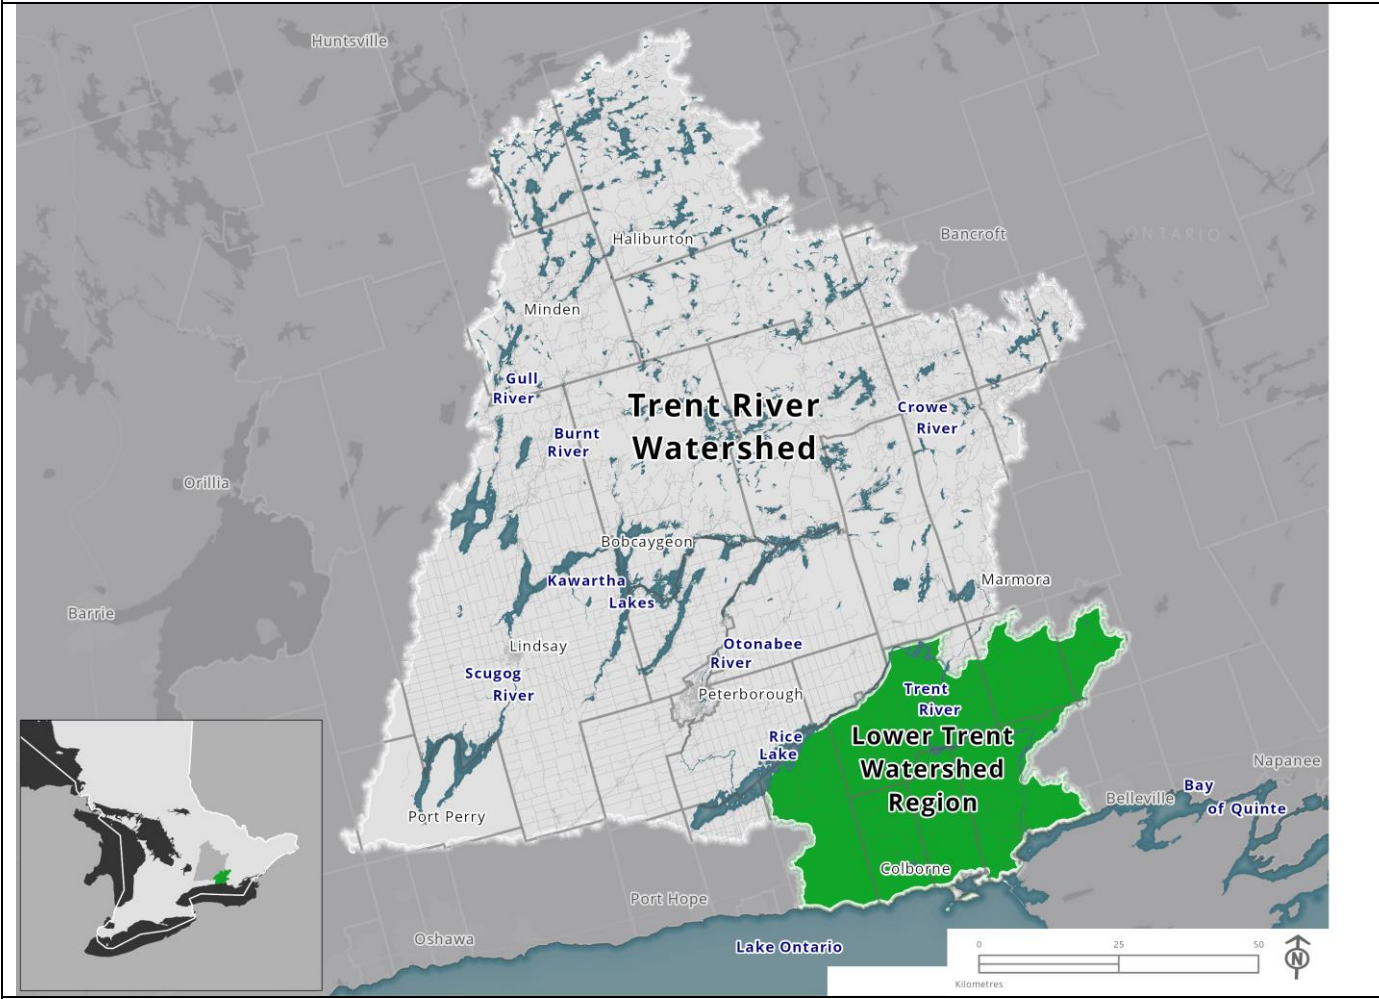 Huntsville
Haliburton
Bancroft
ONTARIO
Minden
Gull
River
Trent River
Watershed
Crowe
River
Burnt
River
Orillia
Bobcaygeon
Kawartha
Lakes
Marmora
Barrie
Lindsay
Otonabee
River
Scugog
River
Peterborough
Trent
River
Rice
Lake
Lower Trent
Watershed
Region
Napanee
Bay
of Quinte
Belleville
Port Perry
Colborne
Port Hope
Oshawa
Lake Ontario
0 25 50
Kilometres
N